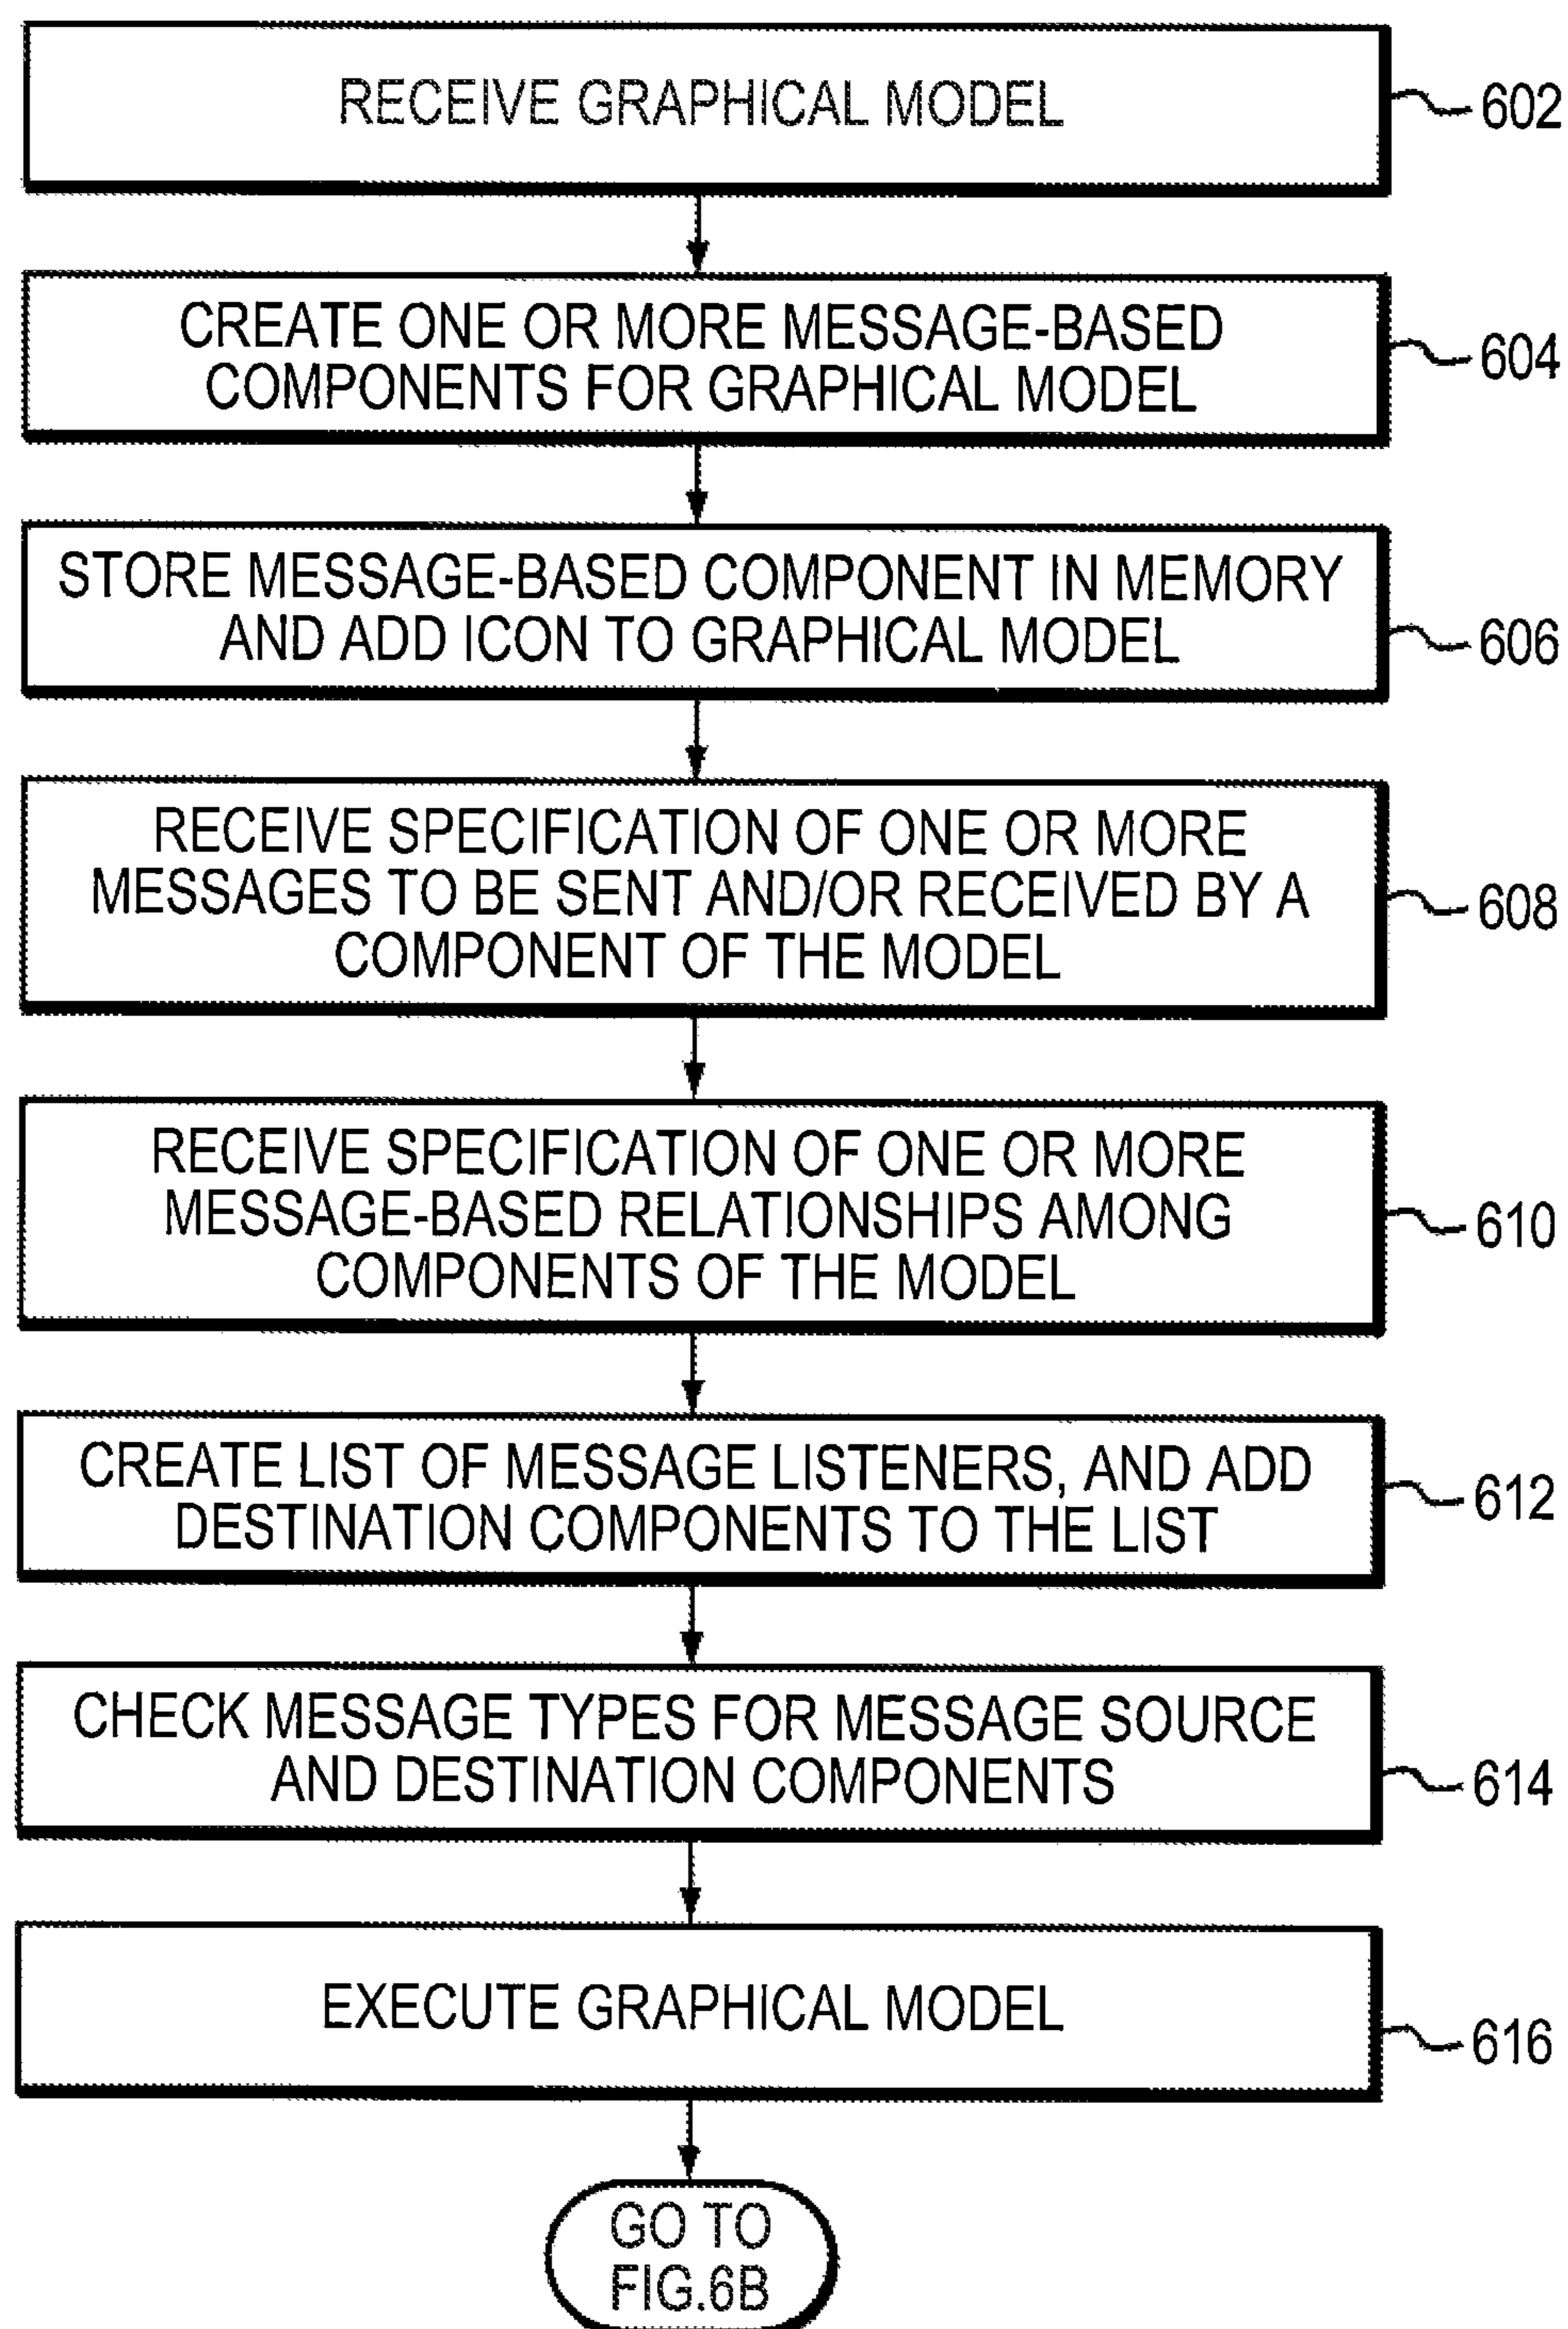 RECEIVE GRAPHICAL MODEL
602
CREATE ONE OR MORE MESSAGE-BASED
COMPONENTS FOR GRAPHICAL MODEL
604
STORE MESSAGE-BASED COMPONENT IN MEMORY
AND ADD ICON TO GRAPHICAL MODEL
606
RECEIVE SPECIFICATION OF ONE OR MORE
MESSAGES TO BE SENT AND/OR RECEIVED BY A
COMPONENT OF THE MODEL
608
RECEIVE SPECIFICATION OF ONE OR MORE
MESSAGE-BASED RELATIONSHIPS AMONG
COMPONENTS OF THE MODEL
610
CREATE LIST OF MESSAGE LISTENERS, AND ADD
DESTINATION COMPONENTS TO THE LIST
612
CHECK MESSAGE TYPES FOR MESSAGE SOURCE
AND DESTINATION COMPONENTS
614
EXECUTE GRAPHICAL MODEL
616
GO TO
FIG.6B